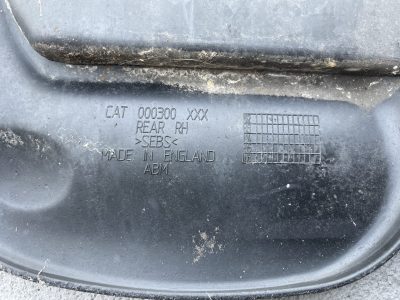 CAT 000300 XXX
REAR RH
>SEBS<
MADE IN ENGLAND
ABM